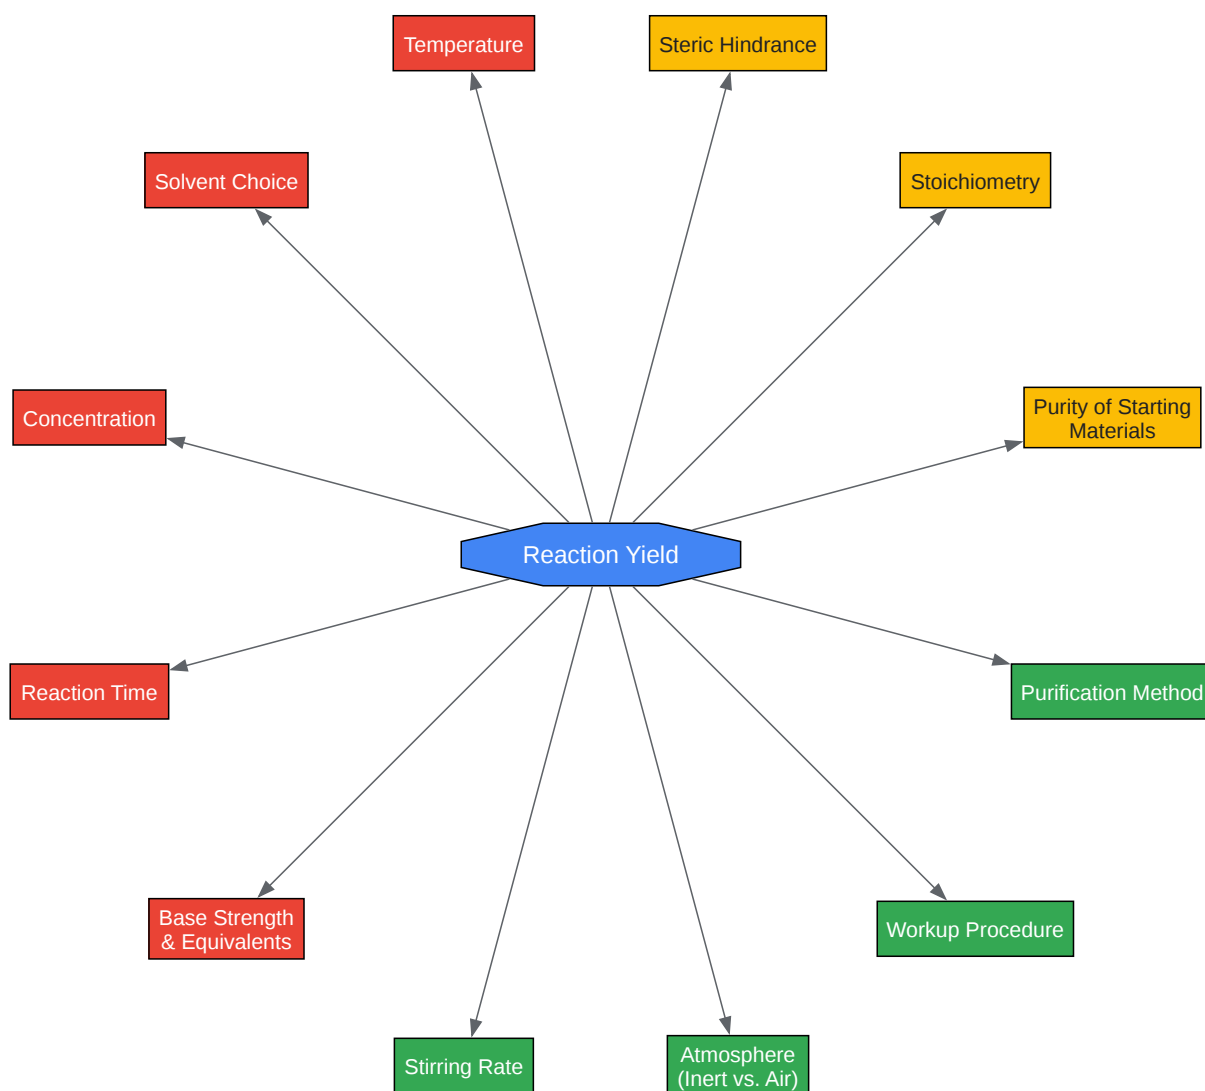 Temperature
Steric Hindrance
Solvent Choice
Stoichiometry
Concentration
Purity of Starting
Materials
Reaction Yield
Reaction Time
Purification Method
Base Strength
& Equivalents
Workup Procedure
Stirring Rate
Atmosphere
(Inert vs. Air)